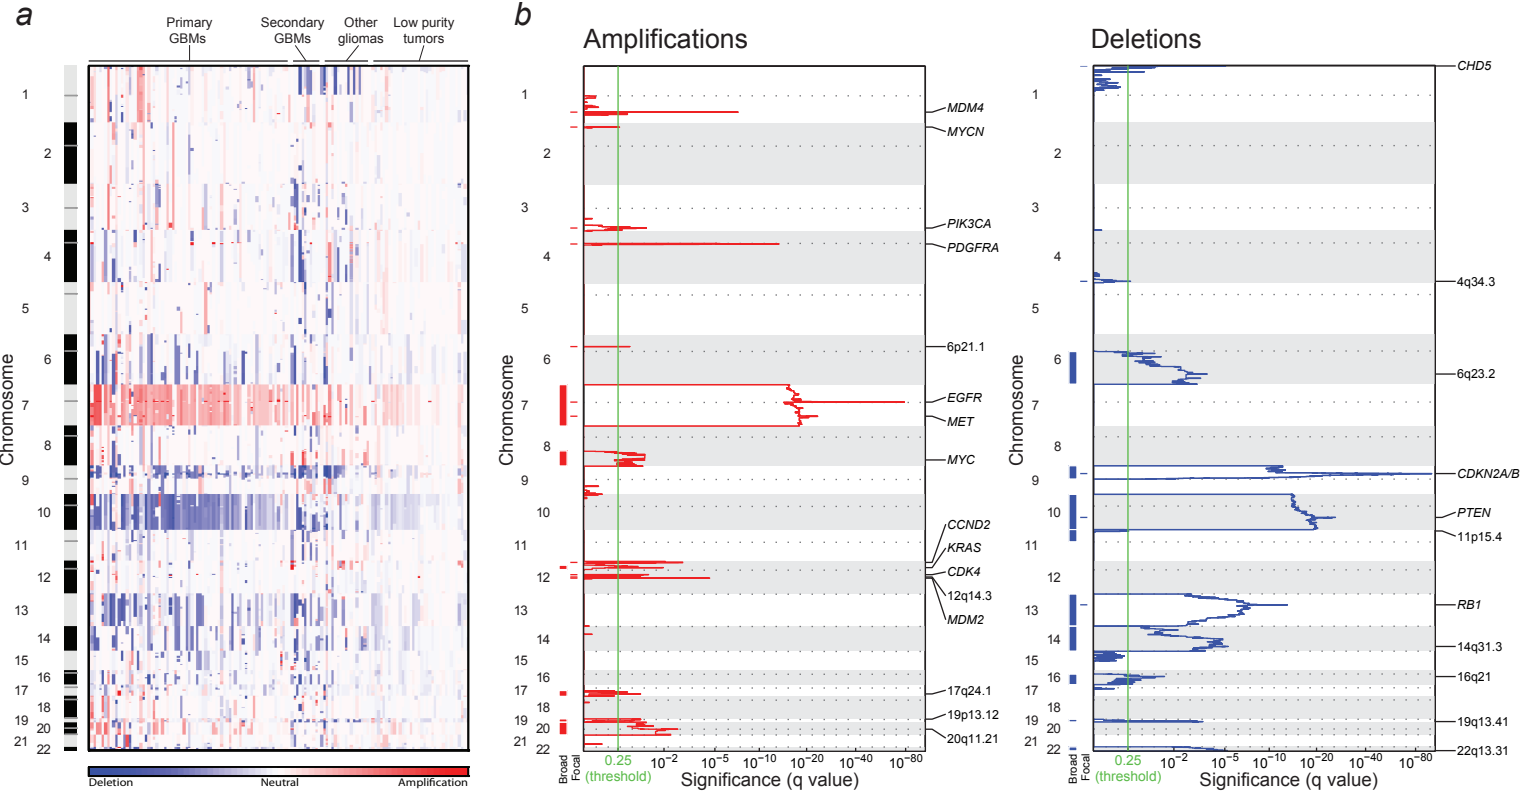 a
Primary
GBMs
Secondary
GBMs
Other
gliomas
Low purity
tumors
Chromosome
1
2
3
4
5
6
7
8
9
10
11
12
13
14
15
16
17
18
19
20
21
22
Deletion
Neutral
Amplification
b
Amplifications
Chromosome
1
2
3
4
5
6
7
8
9
10
11
12
13
14
15
16
17
18
19
20
21
22
MDM4
MYCN
PIK3CA
PDGFRA
6p21.1
EGFR
MET
MYC
CCND2
KRAS
CDK4
12q14.3
MDM2
17q24.1
19p13.12
20q11.21
Broad
Focal
0.25
(threshold)
10−2
10−5
10−10
10−20
10−40
10−80
Significance (q value)
Deletions
Chromosome
1
2
3
4
5
6
7
8
9
10
11
12
13
14
15
16
17
18
19
20
21
22
CHD5
4q34.3
6q23.2
CDKN2A/B
PTEN
11p15.4
RB1
14q31.3
16q21
19q13.41
22q13.31
Broad
Focal
0.25
(threshold)
10−2
10−5
10−10
10−20
10−40
10−80
Significance (q value)